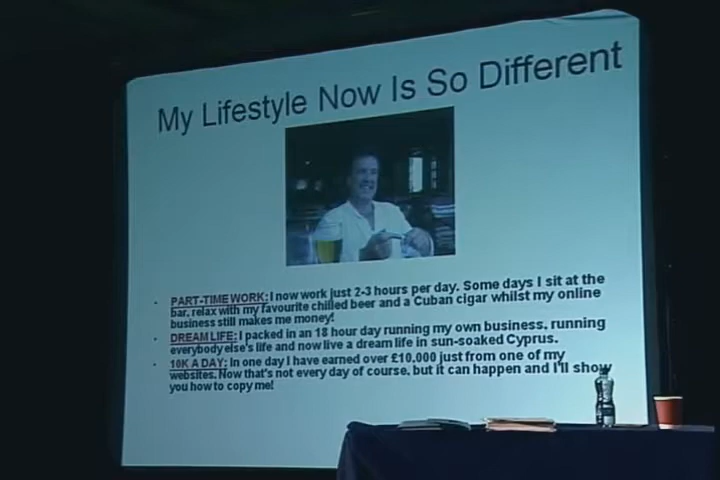 My Lifestyle Now Is So Different
• PART-TIME WORK: I now work just 2-3 hours per day. Some days I sit at the
bar, relax with my favourite chilled beer and a Cuban cigar whilst my online
business still makes me money!
• DREAM LIFE: I packed in an 18 hour day running my own business, running
everybody else's life and now live a dream life in sun-soaked Cyprus.
• 10K A DAY: In one day I have earned over £10,000 just from one of my
websites. Now that's not every day of course, but it can happen and I'll show
you how to copy me!